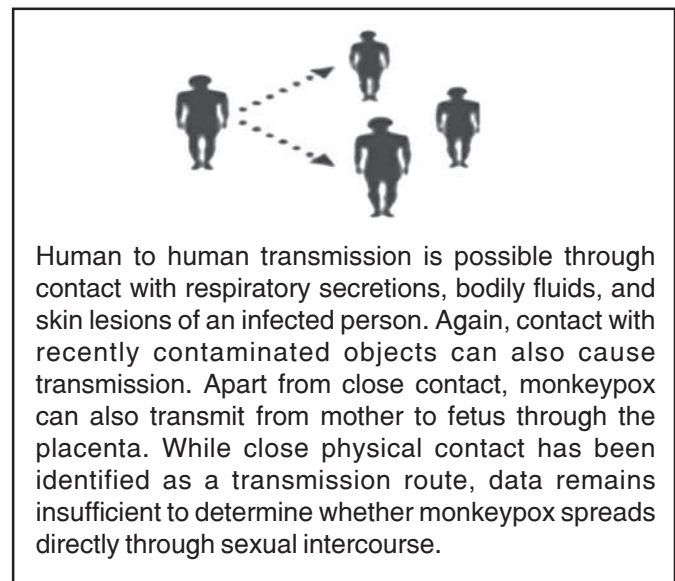 Human to human transmission is possible through
contact with respiratory secretions, bodily fluids, and
skin lesions of an infected person. Again, contact with
recently contaminated objects can also cause
transmission. Apart from close contact, monkeypox
can also transmit from mother to fetus through the
placenta. While close physical contact has been
identified as a transmission route, data remains
insufficient to determine whether monkeypox spreads
directly through sexual intercourse.